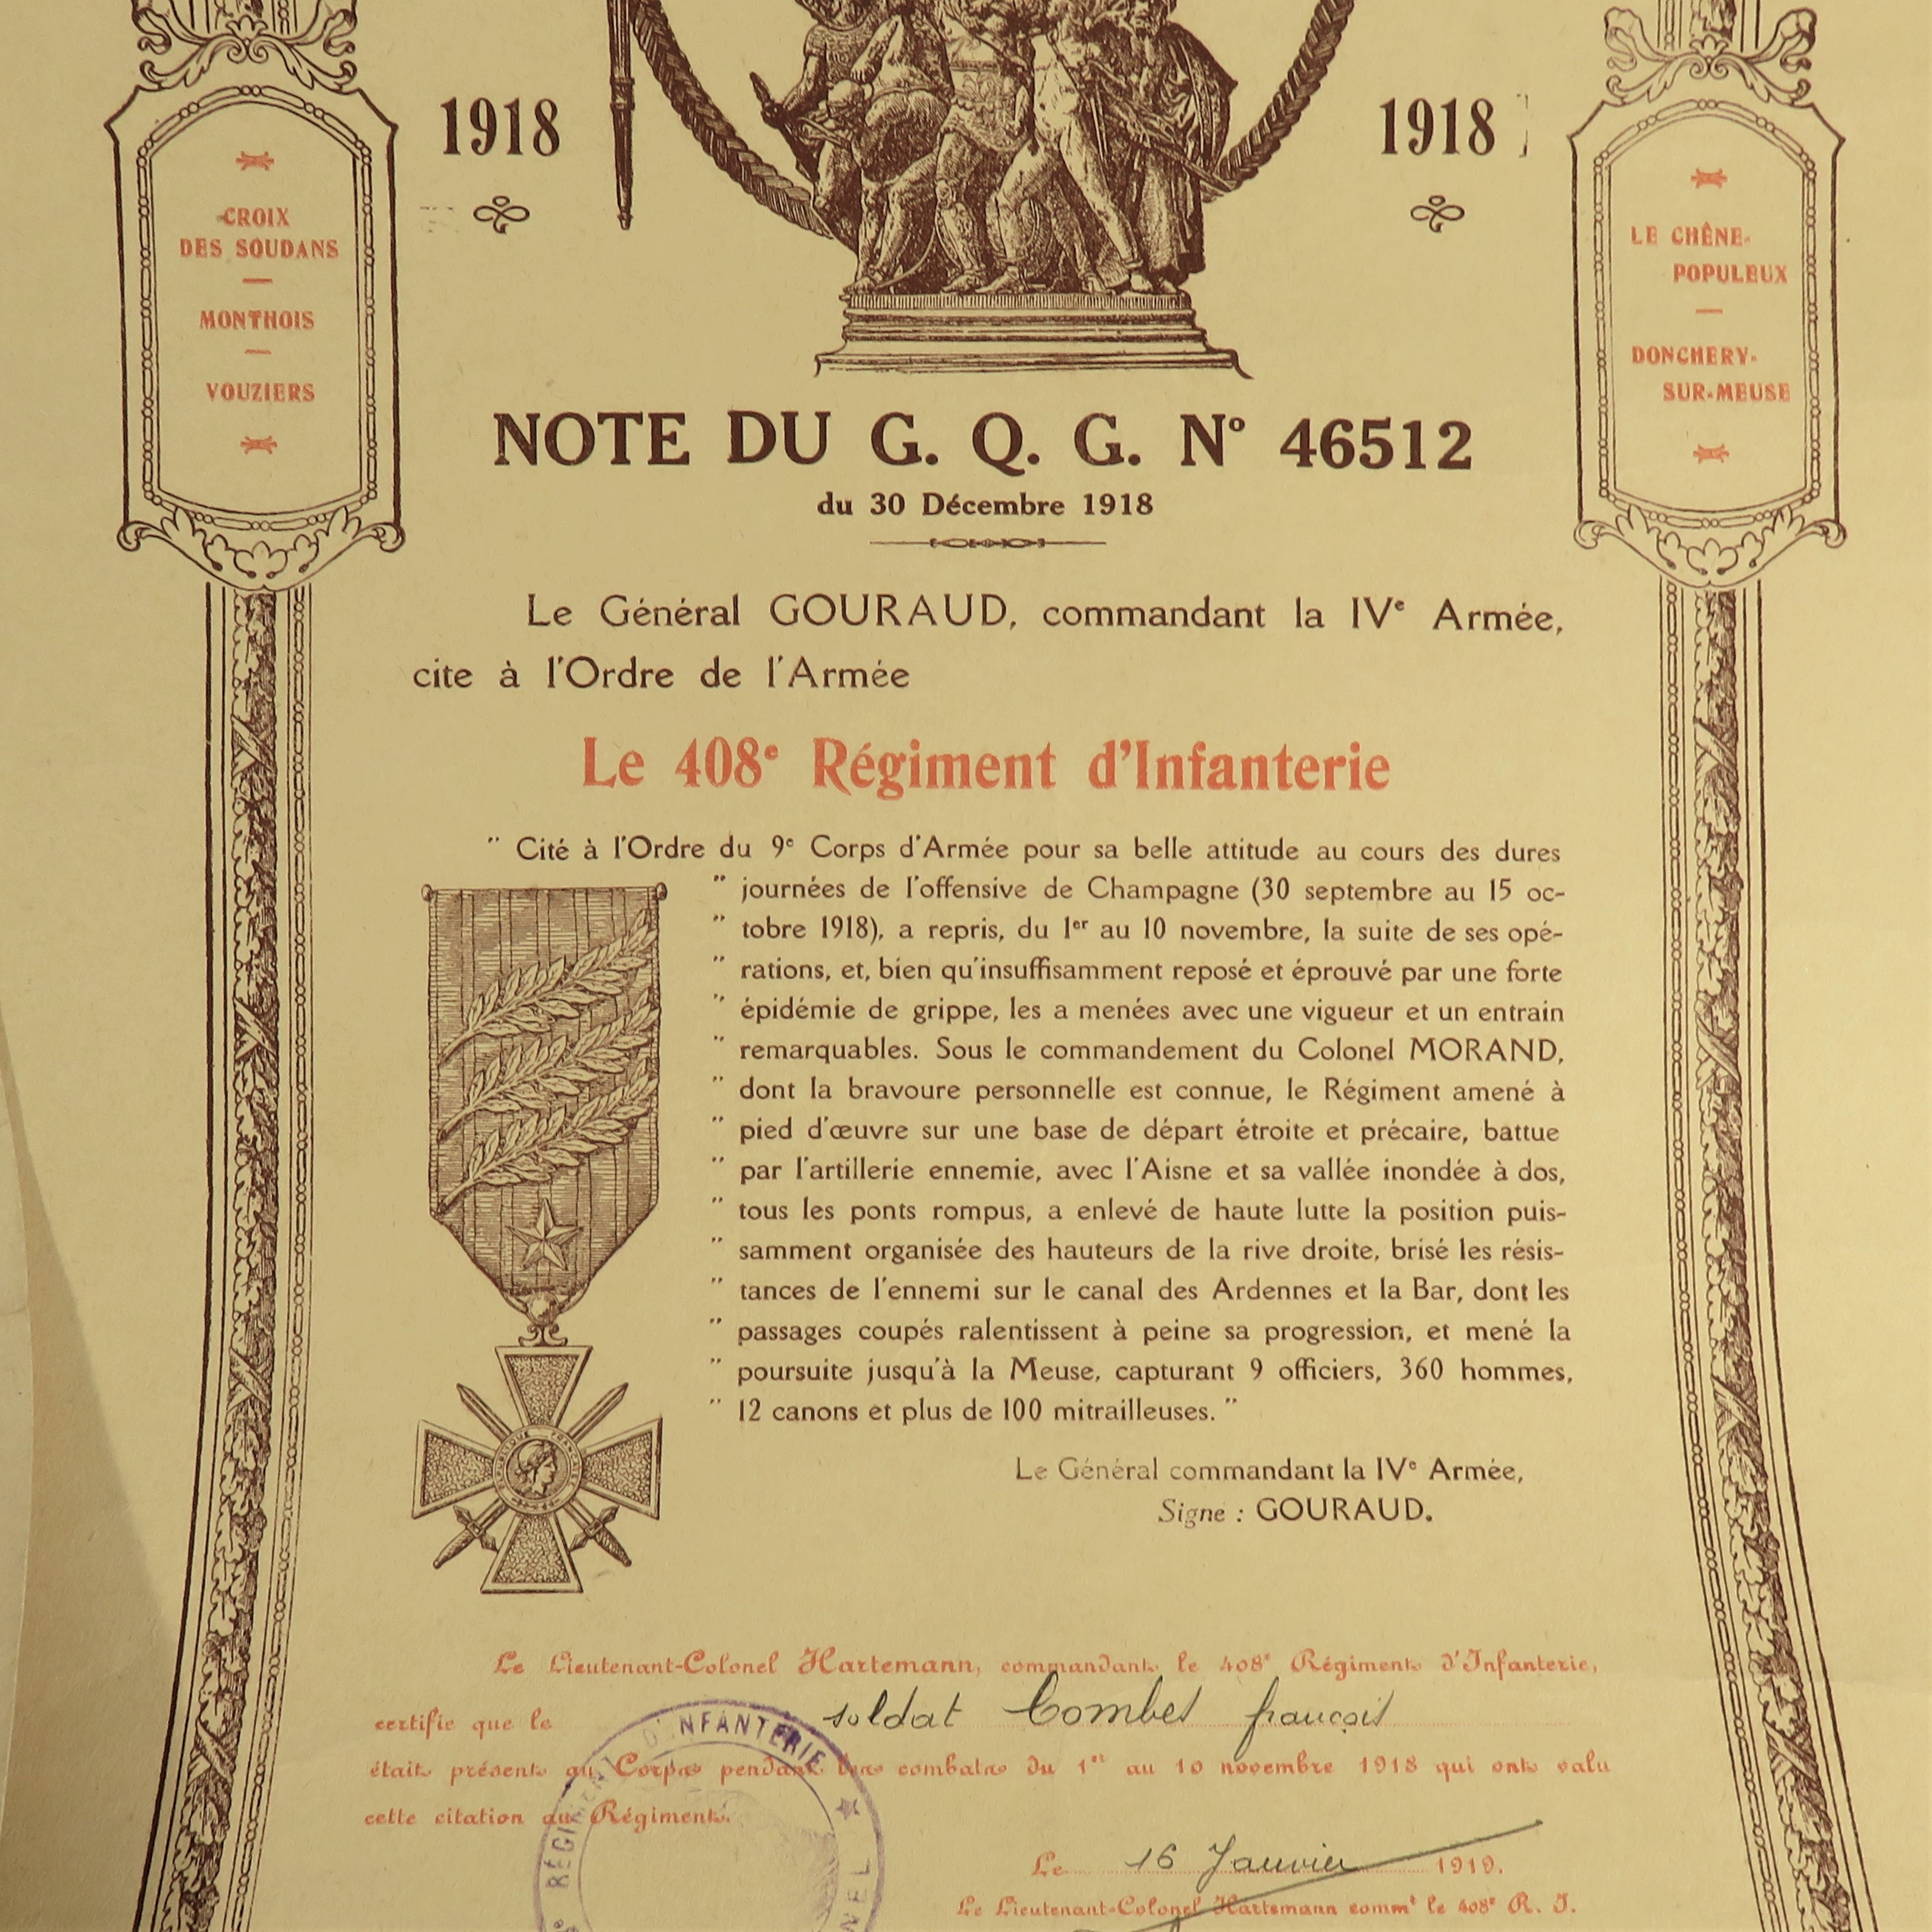 1918
1918
CROIX
DES SOUDANS
MONTHOIS
VOUZIERS
LE CHÊNE-
POPULEUX
DONCHERY-
SUR-MEUSE
NOTE DU G. Q. G. N° 46512
du 30 Décembre 1918
Le Général GOURAUD, commandant la IVe Armée,
cite à l'Ordre de l'Armée
Le 408e Régiment d'Infanterie
" Cité à l'Ordre du 9e Corps d'Armée pour sa belle attitude au cours des dures
" journées de l'offensive de Champagne (30 septembre au 15 oc-
" tobre 1918), a repris, du 1er au 10 novembre, la suite de ses opé-
" rations, et, bien qu'insuffisamment reposé et éprouvé par une forte
" épidémie de grippe, les a menées avec une vigueur et un entrain
" remarquables. Sous le commandement du Colonel MORAND,
" dont la bravoure personnelle est connue, le Régiment amené à
" pied d'œuvre sur une base de départ étroite et précaire, battue
" par l'artillerie ennemie, avec l'Aisne et sa vallée inondée à dos,
" tous les ponts rompus, a enlevé de haute lutte la position puis-
" samment organisée des hauteurs de la rive droite, brisé les résis-
" tances de l'ennemi sur le canal des Ardennes et la Bar, dont les
" passages coupés ralentissent à peine sa progression, et mené la
" poursuite jusqu'à la Meuse, capturant 9 officiers, 360 hommes,
" 12 canons et plus de 100 mitrailleuses. "
Le Général commandant la IVe Armée,
Signe : GOURAUD.
Le Lieutenant-Colonel Hartemann, commandant le 408e Régiment d'Infanterie,
certifie que le soldat Combes françois
était présent au Corps pendant les combats du 1er au 10 novembre 1918 qui ont valu
cette citation au Régiment.
Le 16 Janvier 1919.
Le Lieutenant-Colonel Hartemann commt le 408e R. I.
RÉGIMENT D'INFANTERIE